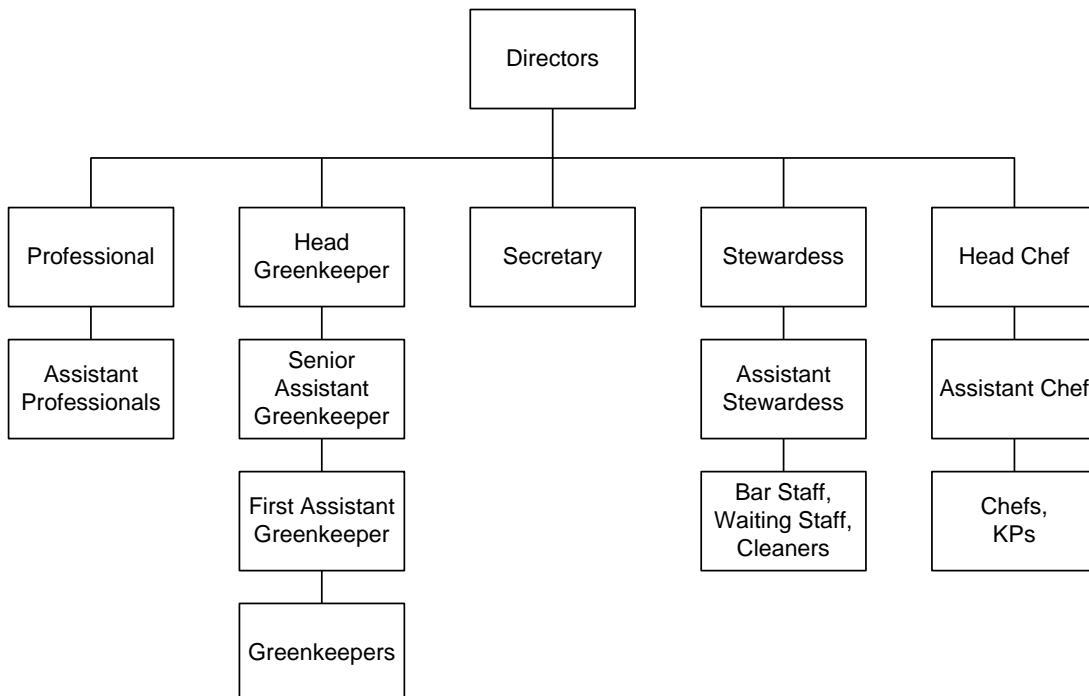 Directors
Professional
Head
Greenkeeper
Secretary
Stewardess
Head Chef
Assistant
Professionals
Senior
Assistant
Greenkeeper
Assistant
Stewardess
Assistant Chef
First Assistant
Greenkeeper
Bar Staff,
Waiting Staff,
Cleaners
Chefs,
KPs
Greenkeepers